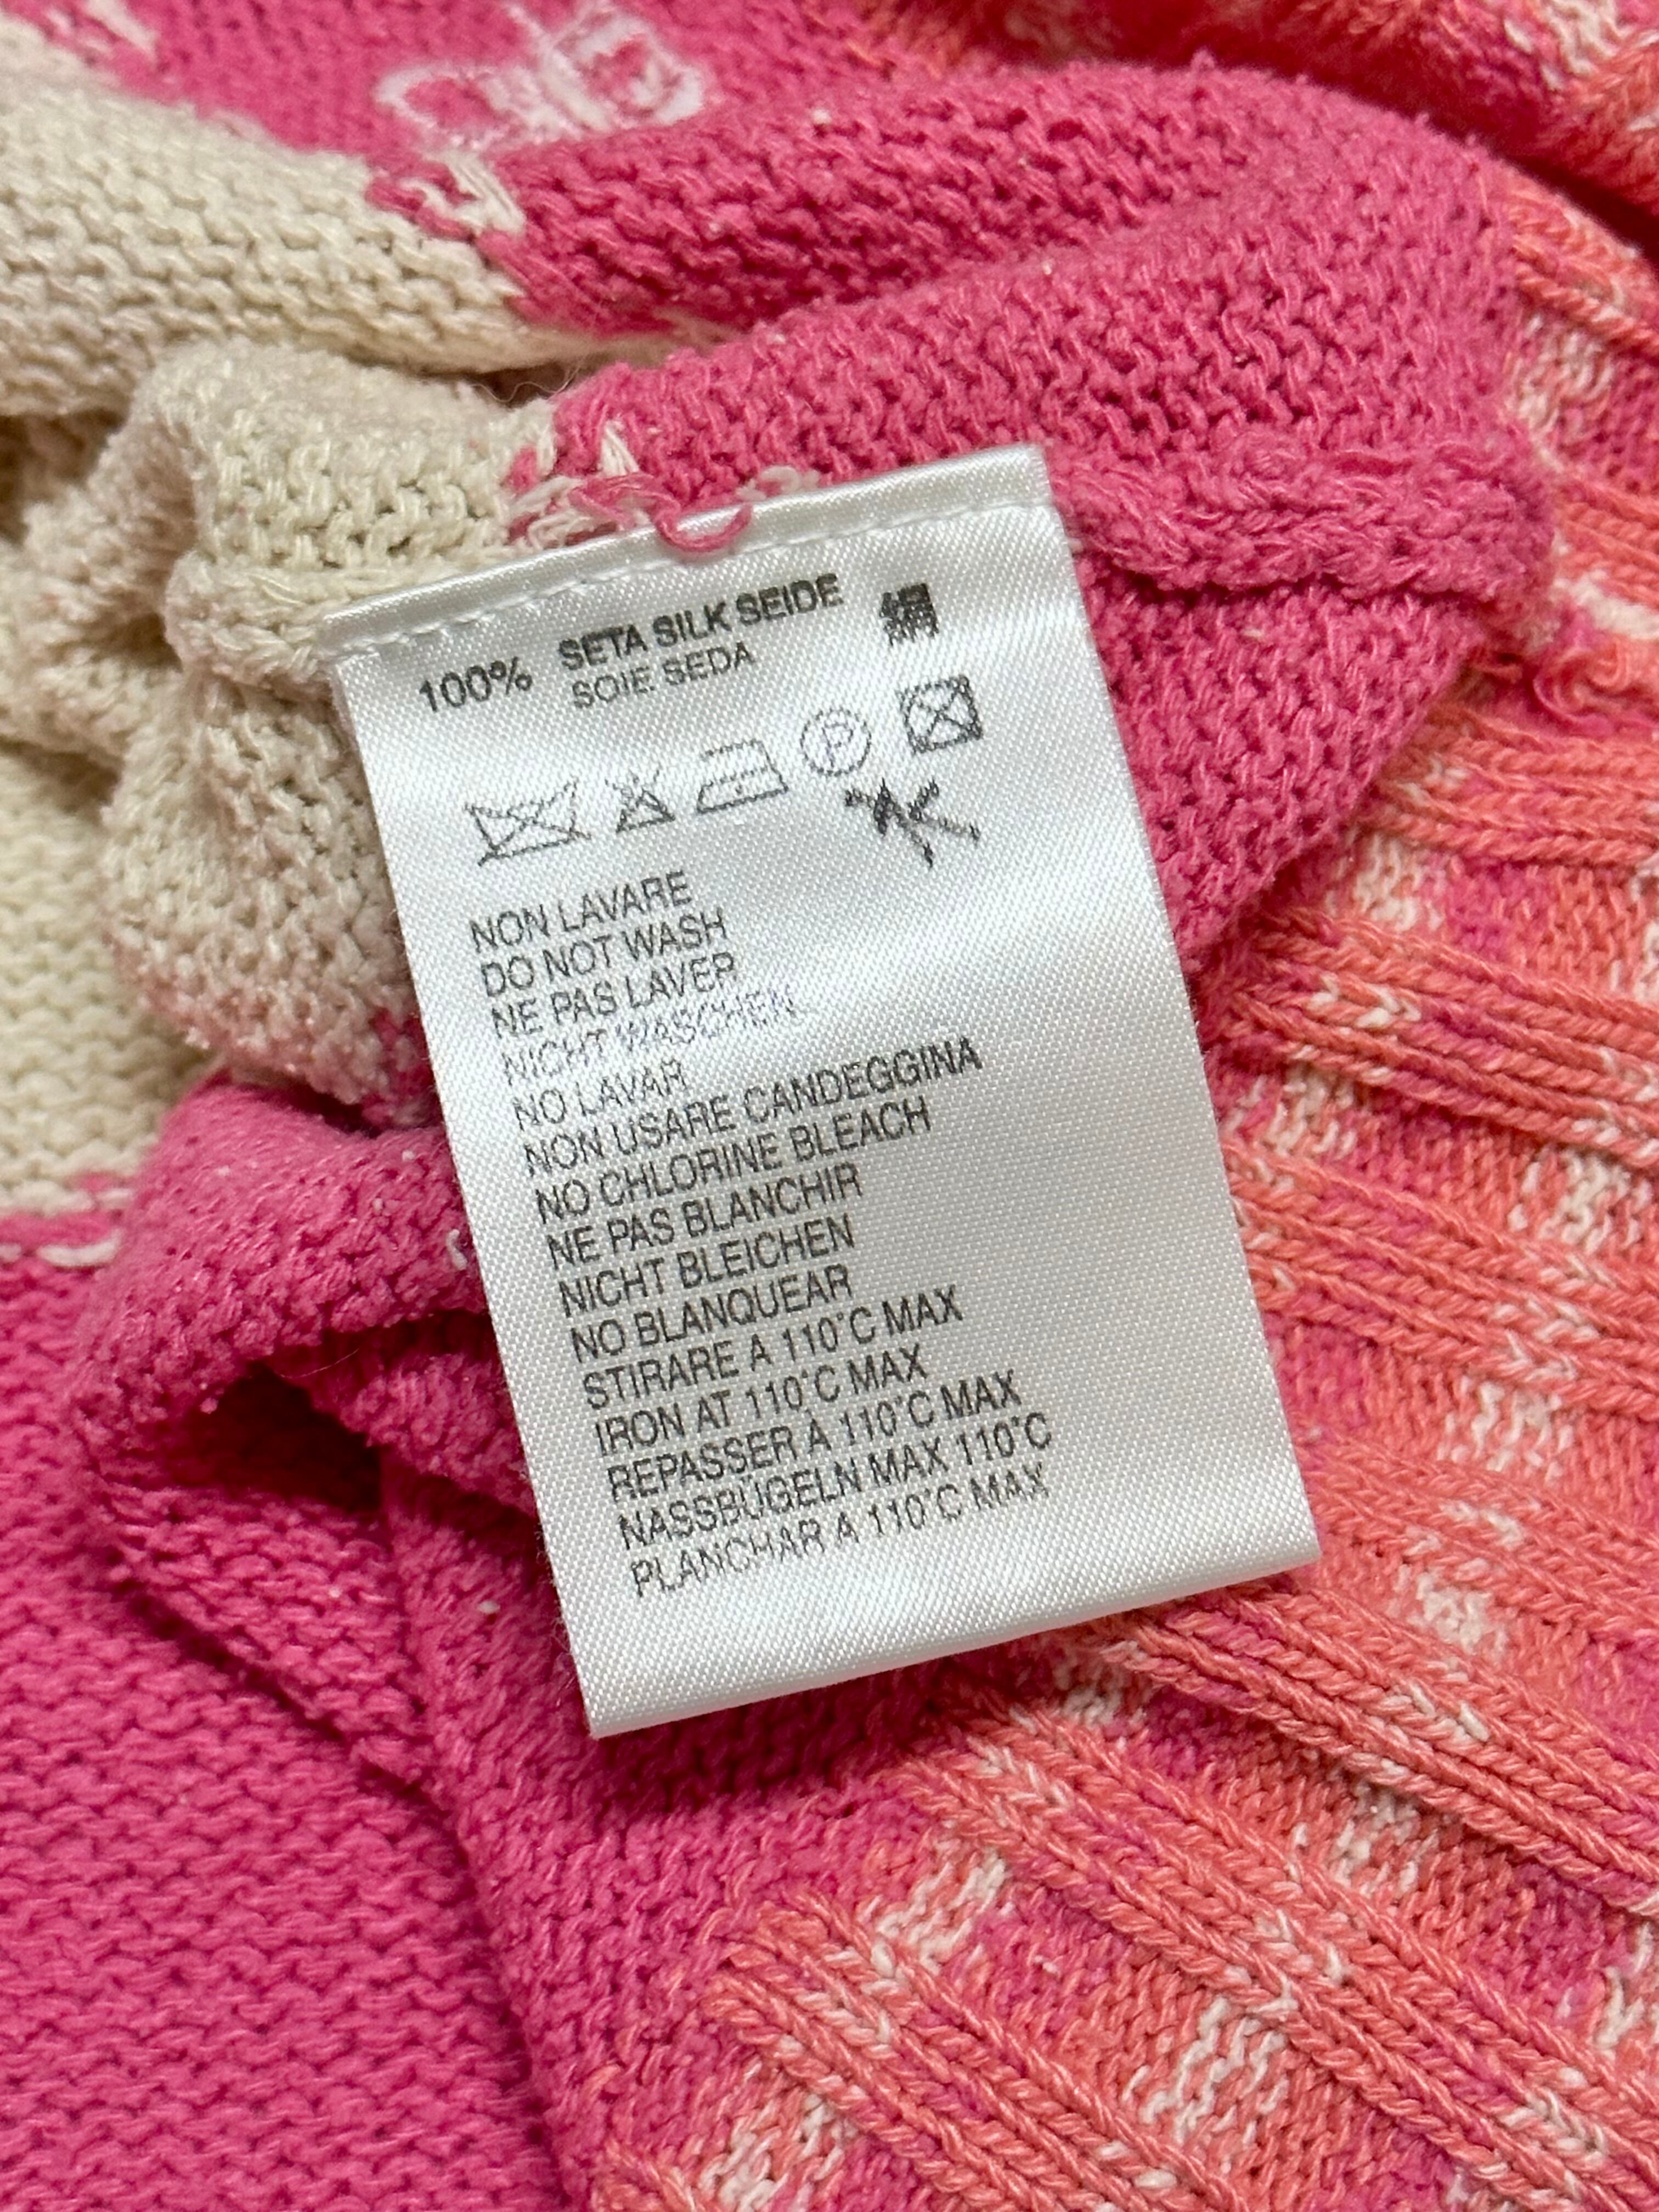 100% SETA SILK SEIDE 絹
SOIE SEDA
P
NON LAVARE
DO NOT WASH
NE PAS LAVER
NICHT WASCHEN
NO LAVAR
NON USARE CANDEGGINA
NO CHLORINE BLEACH
NE PAS BLANCHIR
NICHT BLEICHEN
NO BLANQUEAR
STIRARE A 110°C MAX
IRON AT 110°C MAX
REPASSER À 110°C MAX
NASSBÜGELN MAX 110°C
PLANCHAR A 110°C MAX